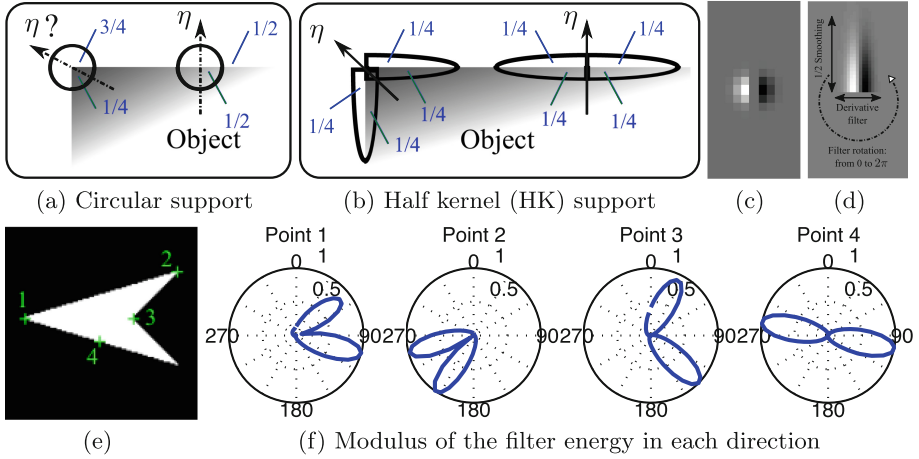 η ?
3/4
1/4
η
1/2
1/2
Object
(a) Circular support
η
1/4
1/4
1/4
1/4
Object
η
1/4
1/4
1/4
1/4
(b) Half kernel (HK) support
(c)
1/2 Smoothing
Derivative
filter
Filter rotation:
from 0 to 2π
(d)
1
2
3
4
(e)
Point 1
0
1
0.5
90
180
270
Point 2
0
1
0.5
90
180
270
Point 3
0
1
0.5
90
180
270
Point 4
0
1
0.5
90
180
270
(f) Modulus of the filter energy in each direction